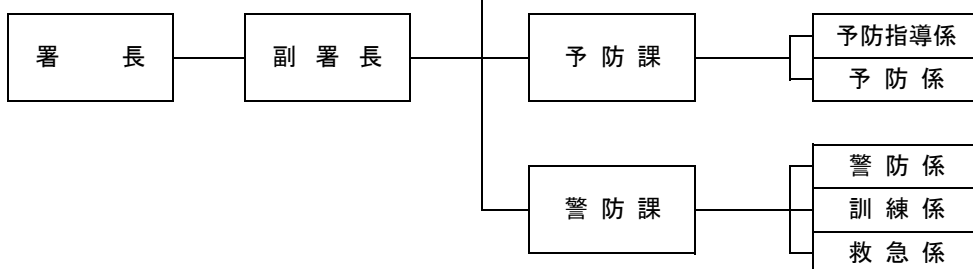 署長
副署長
予防課
予防指導係
予防係
警防課
警防係
訓練係
救急係